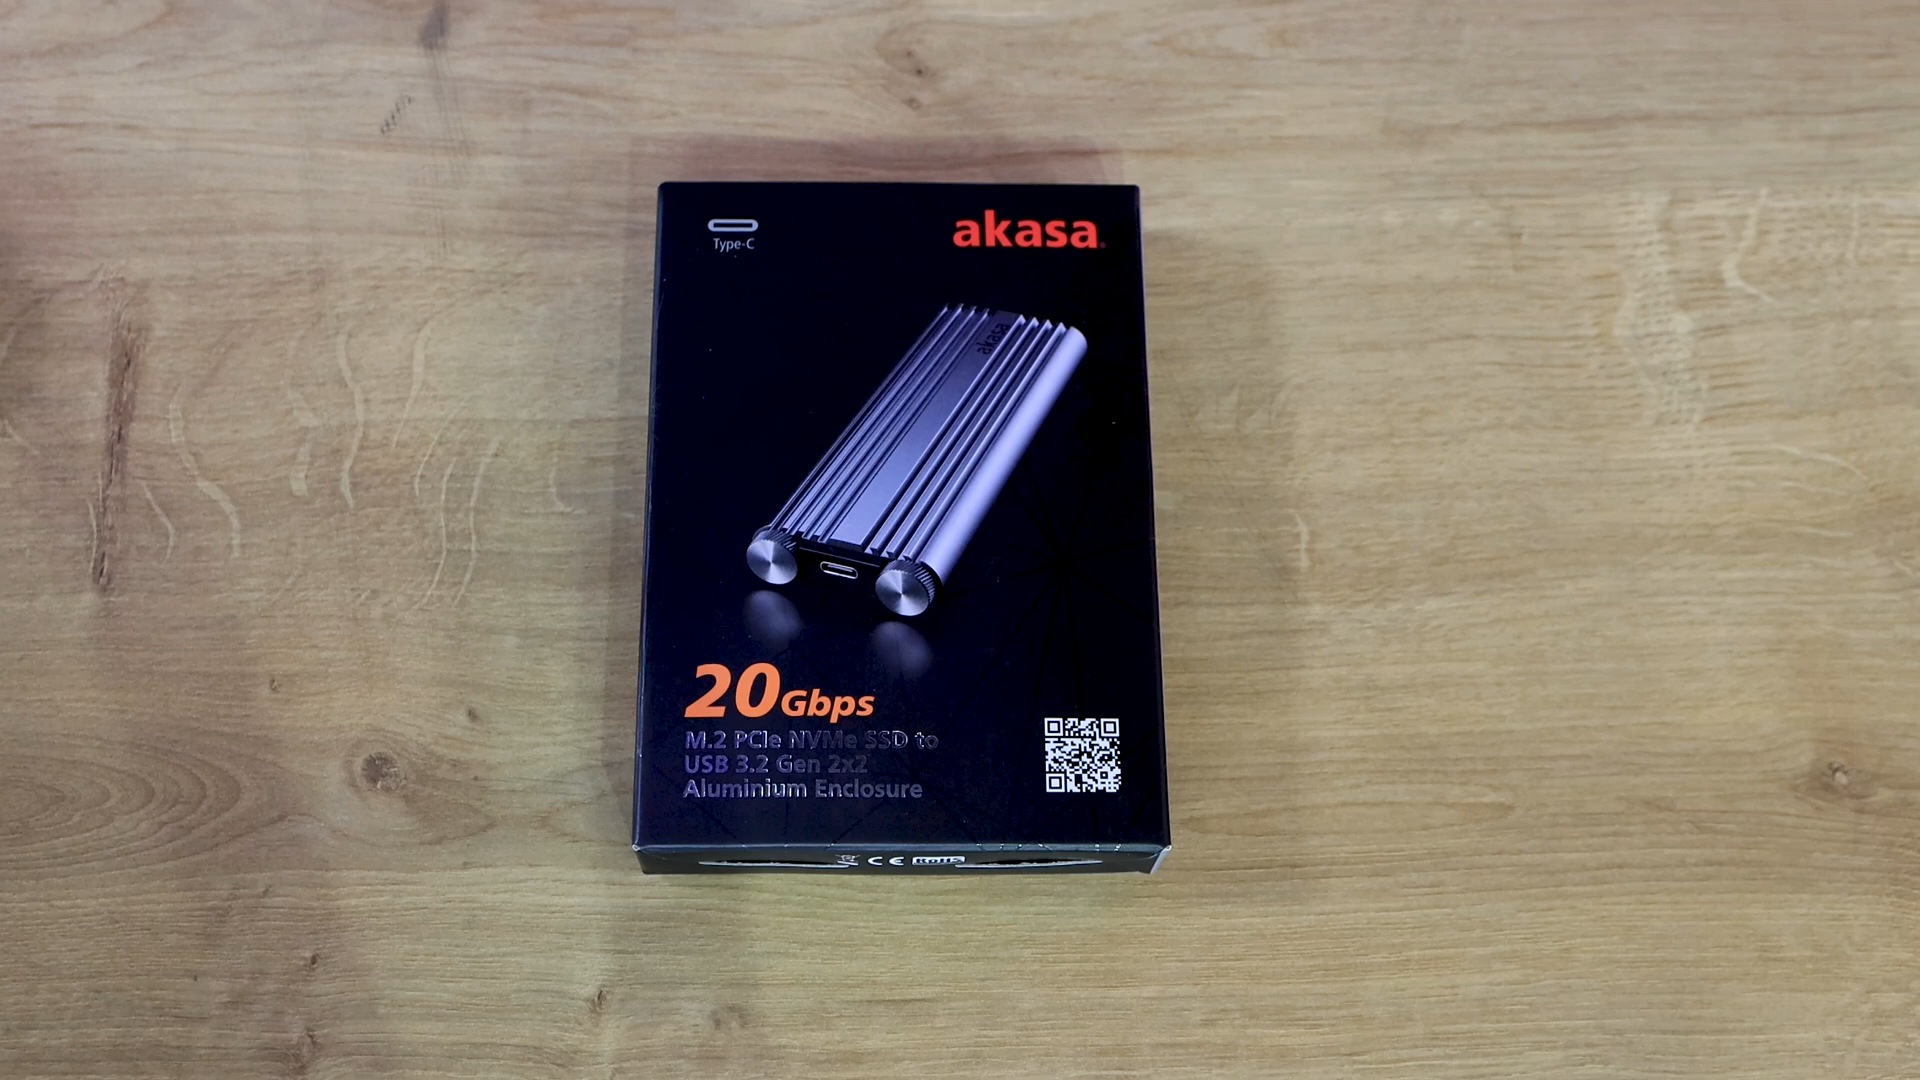 Type-C
akasa
akasa
20Gbps
M.2 PCIe NVMe SSD to
USB 3.2 Gen 2x2
Aluminium Enclosure
CE RoHS